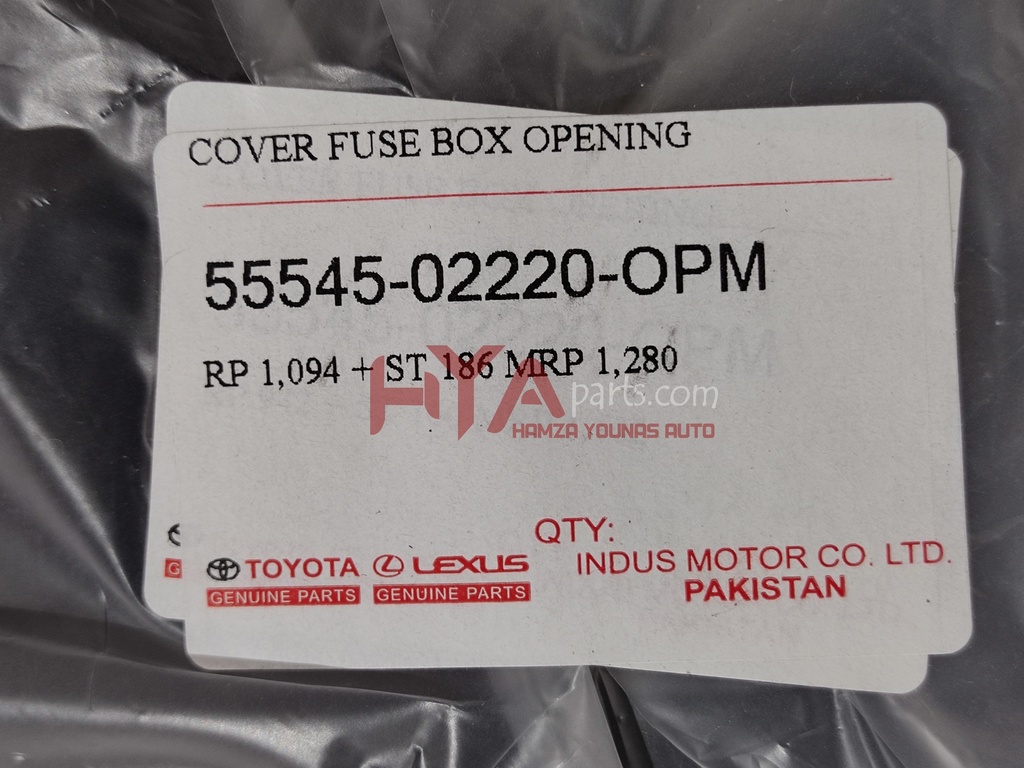 COVER FUSE BOX OPENING
55545-02220-OPM
RP 1,094 + ST 186 MRP 1,280
HYA parts.com
HAMZA YOUNAS AUTO
QTY:
TOYOTA LEXUS INDUS MOTOR CO. LTD.
GENUINE PARTS GENUINE PARTS PAKISTAN